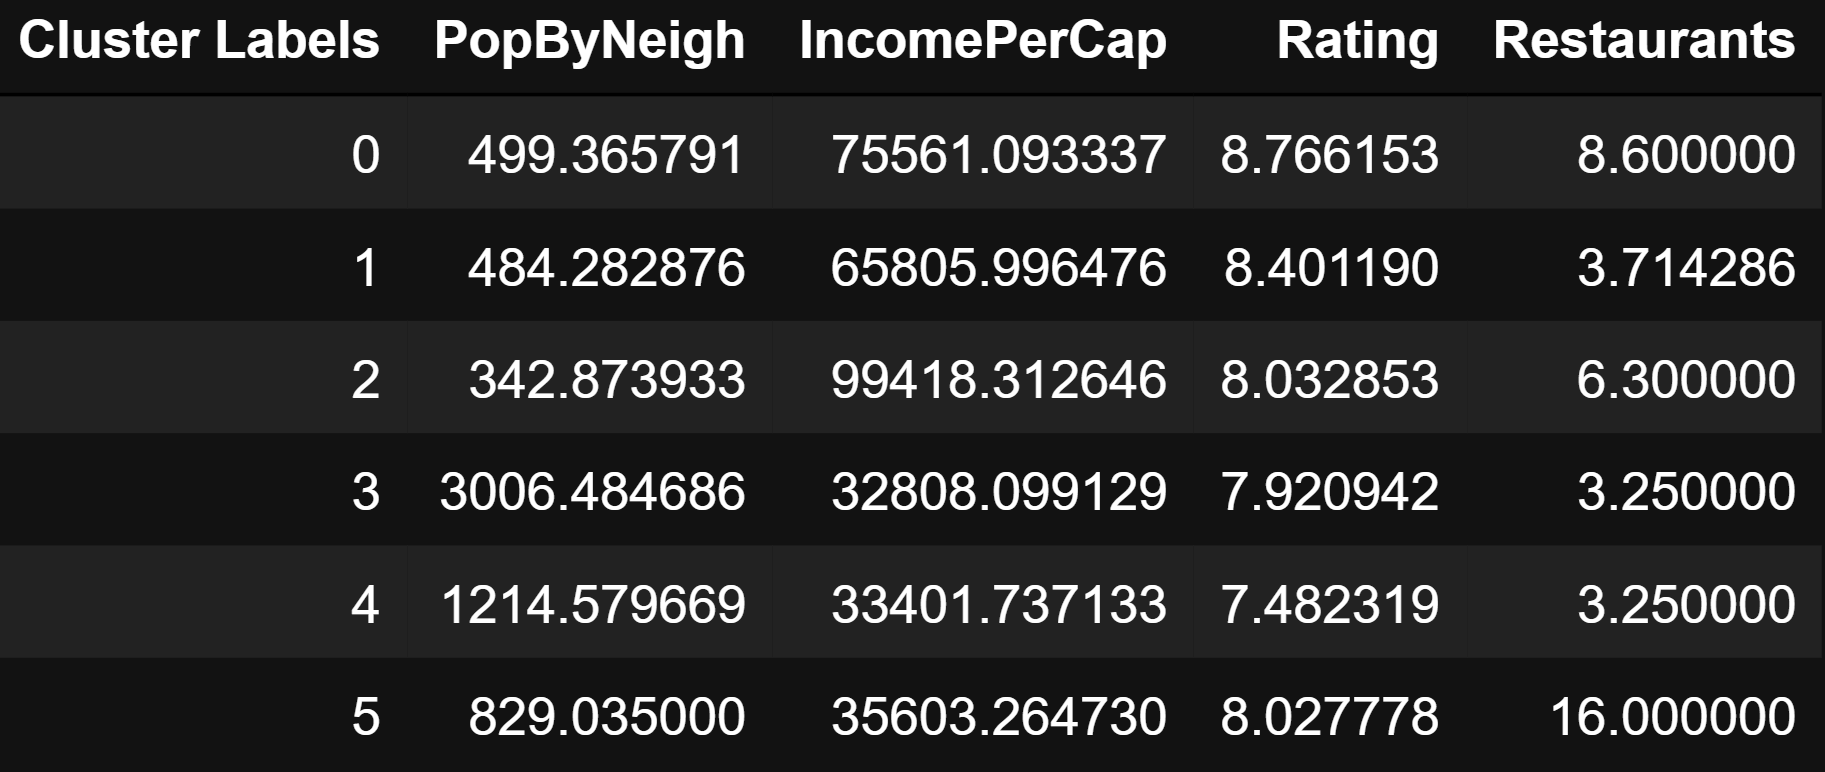 Cluster Labels PopByNeigh IncomePerCap Rating Restaurants
0 499.365791 75561.093337 8.766153 8.600000
1 484.282876 65805.996476 8.401190 3.714286
2 342.873933 99418.312646 8.032853 6.300000
3 3006.484686 32808.099129 7.920942 3.250000
4 1214.579669 33401.737133 7.482319 3.250000
5 829.035000 35603.264730 8.027778 16.000000